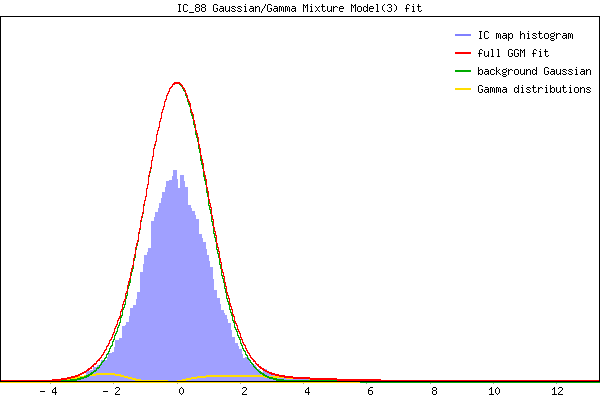 IC_88 Gaussian/Gamma Mixture Model(3) fit
IC map histogram
full GGM fit
background Gaussian
Gamma distributions
-4 -2 0 2 4 6 8 10 12